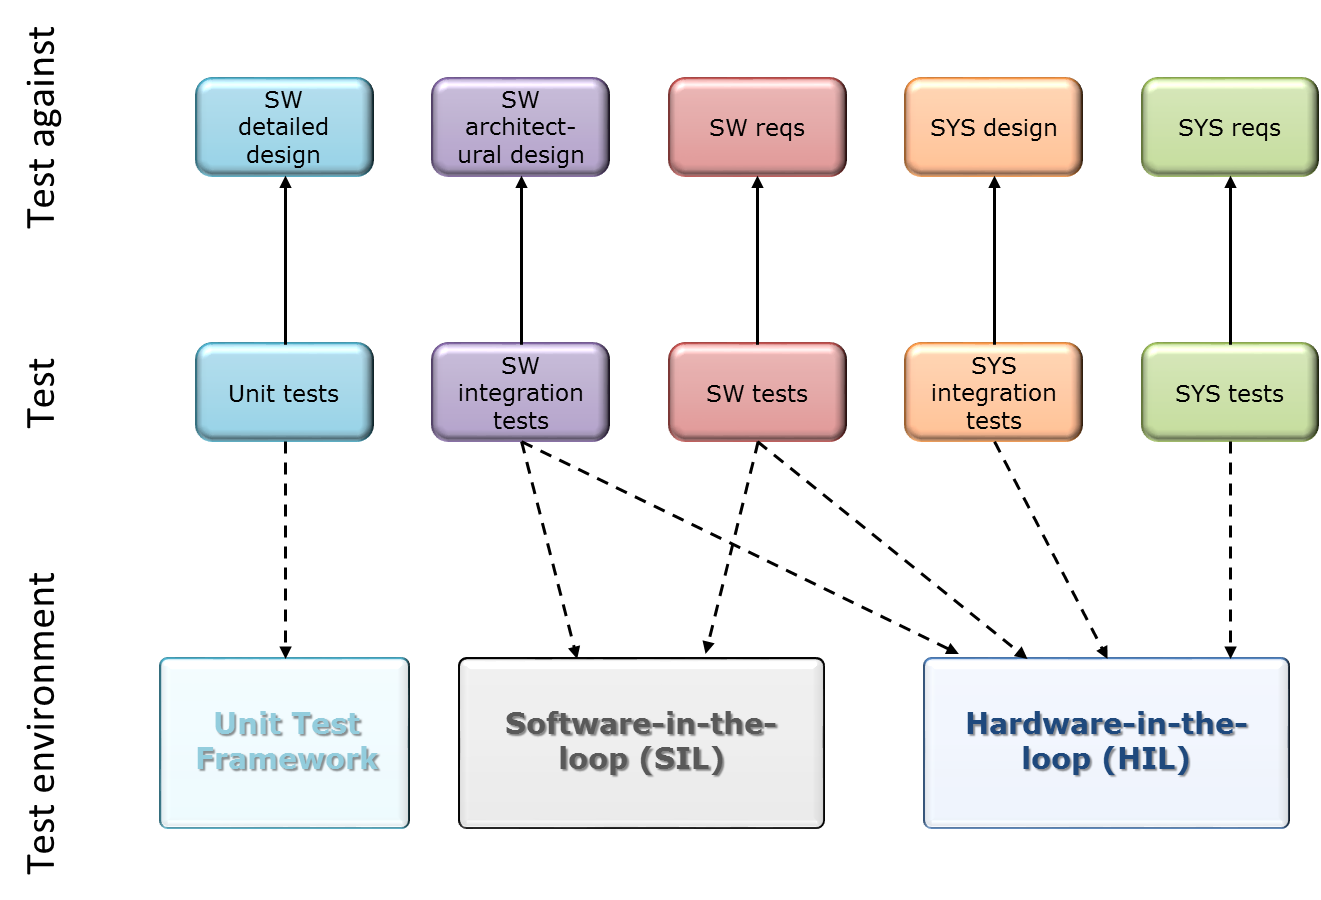 Test against
SW
detailed
design
SW
architect-
ural design
SW reqs
SYS design
SYS reqs
Test
Unit tests
SW
integration
tests
SW tests
SYS
integration
tests
SYS tests
Test environment
Unit Test
Framework
Software-in-the-
loop (SIL)
Hardware-in-the-
loop (HIL)